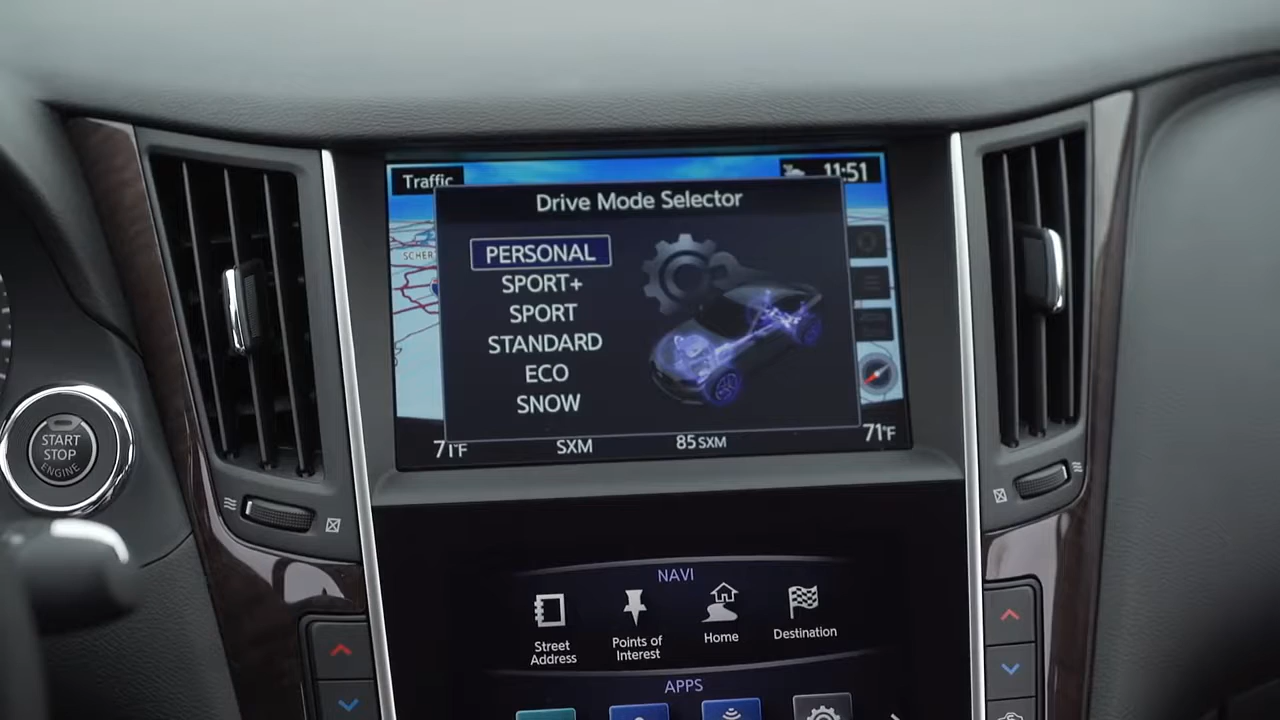 Traffic
11:51
Drive Mode Selector
SCHER
PERSONAL
SPORT+
SPORT
STANDARD
ECO
SNOW
71°F
SXM
85 SXM
71°F
START
STOP
ENGINE
NAVI
Street
Address
Points of
Interest
Home
Destination
APPS